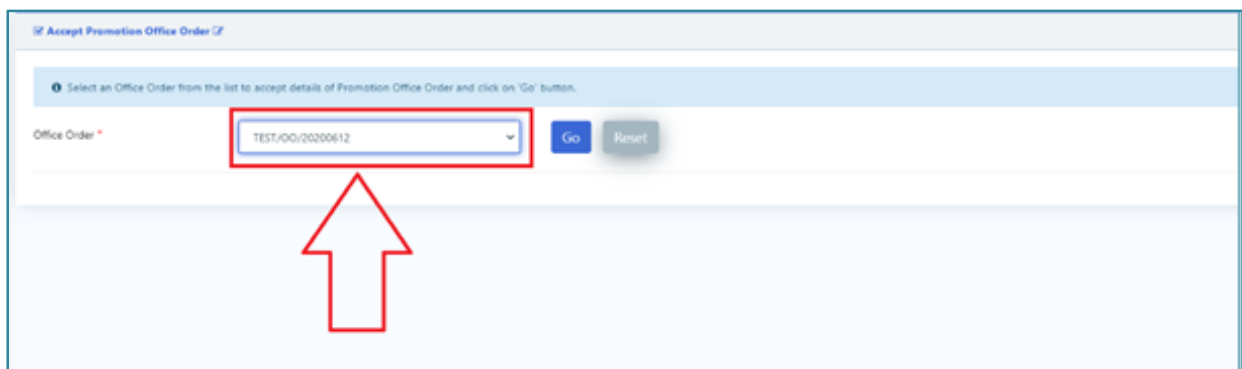 Accept Promotion Office Order
Select an Office Order from the list to accept details of Promotion Office Order and click on 'Go' button.
Office Order * TEST/OO/20200612 Go Reset